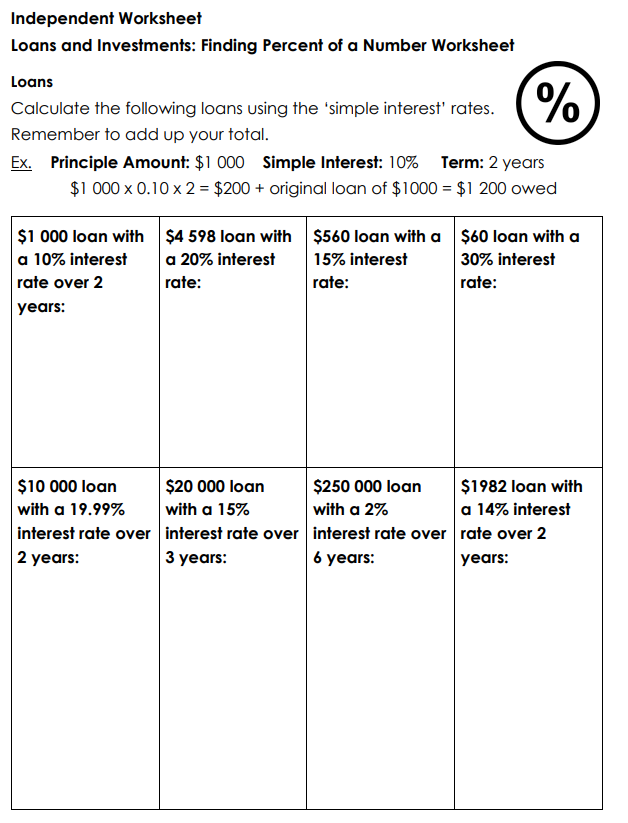 Independent Worksheet
Loans and Investments: Finding Percent of a Number Worksheet
Loans
Calculate the following loans using the ‘simple interest’ rates.
Remember to add up your total.
%
Ex. Principle Amount: $1 000 Simple Interest: 10% Term: 2 years
$1 000 x 0.10 x 2 = $200 + original loan of $1000 = $1 200 owed
$1 000 loan with
a 10% interest
rate over 2
years:
$4 598 loan with
a 20% interest
rate:
$560 loan with a
15% interest
rate:
$60 loan with a
30% interest
rate:
$10 000 loan
with a 19.99%
interest rate over
2 years:
$20 000 loan
with a 15%
interest rate over
3 years:
$250 000 loan
with a 2%
interest rate over
6 years:
$1982 loan with
a 14% interest
rate over 2
years: